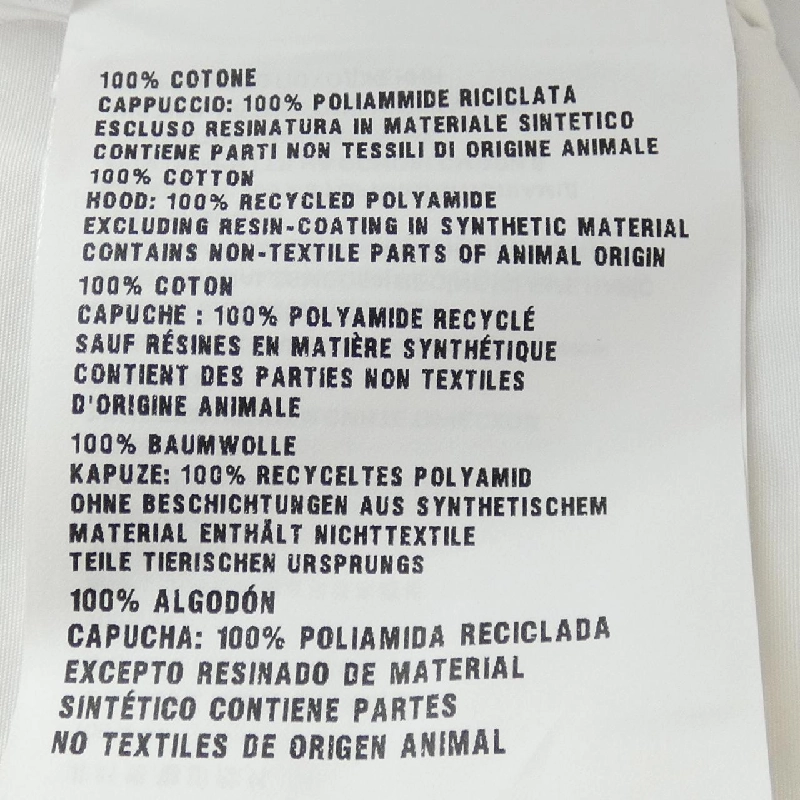 100% COTONE
CAPPUCCIO: 100% POLIAMMIDE RICICLATA
ESCLUSO RESINATURA IN MATERIALE SINTETICO
CONTIENE PARTI NON TESSILI DI ORIGINE ANIMALE
100% COTTON
HOOD: 100% RECYCLED POLYAMIDE
EXCLUDING RESIN-COATING IN SYNTHETIC MATERIAL
CONTAINS NON-TEXTILE PARTS OF ANIMAL ORIGIN
100% COTON
CAPUCHE : 100% POLYAMIDE RECYCLÉ
SAUF RÉSINES EN MATIÈRE SYNTHÉTIQUE
CONTIENT DES PARTIES NON TEXTILES
D'ORIGINE ANIMALE
100% BAUMWOLLE
KAPUZE: 100% RECYCELTES POLYAMID
OHNE BESCHICHTUNGEN AUS SYNTHETISCHEM
MATERIAL ENTHÄLT NICHTTEXTILE
TEILE TIERISCHEN URSPRUNGS
100% ALGODÓN
CAPUCHA: 100% POLIAMIDA RECICLADA
EXCEPTO RESINADO DE MATERIAL
SINTÉTICO CONTIENE PARTES
NO TEXTILES DE ORIGEN ANIMAL